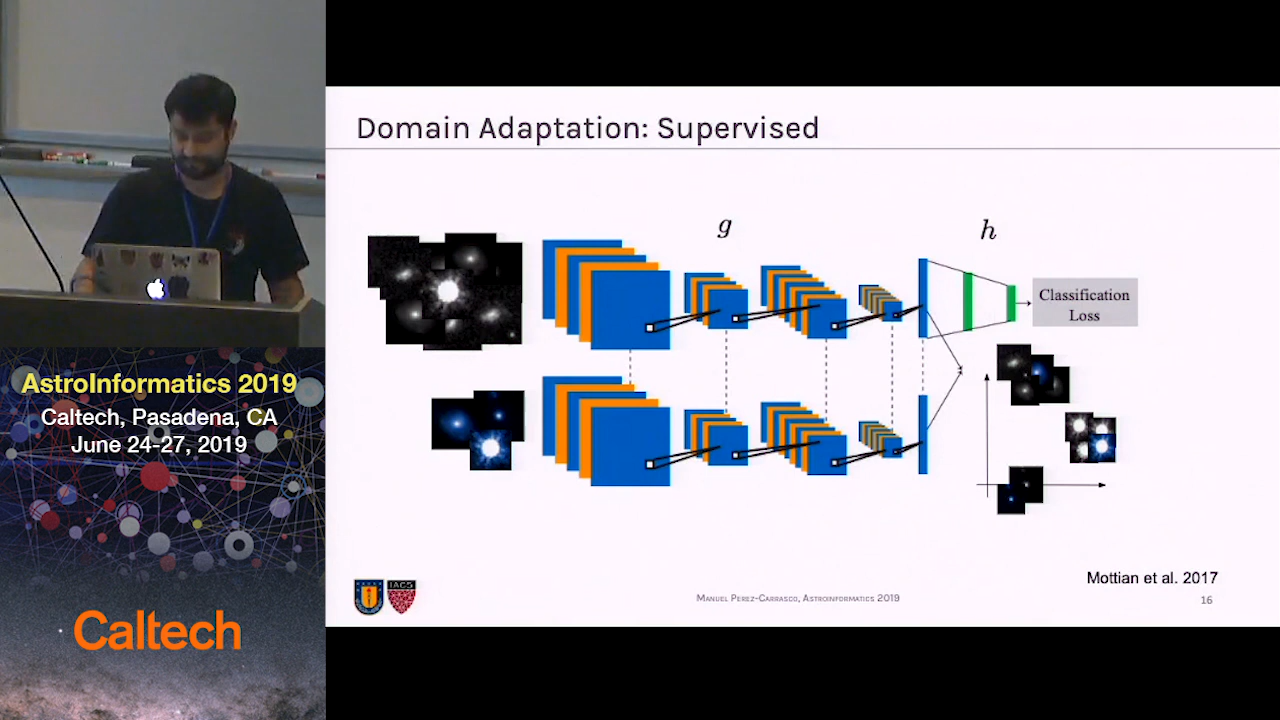 Domain Adaptation: Supervised
g
h
Classification
Loss
AstroInformatics 2019
Caltech, Pasadena, CA
June 24-27, 2019
Caltech
IACS
Mottian et al. 2017
Manuel Perez-Carrasco, Astroinformatics 2019
16